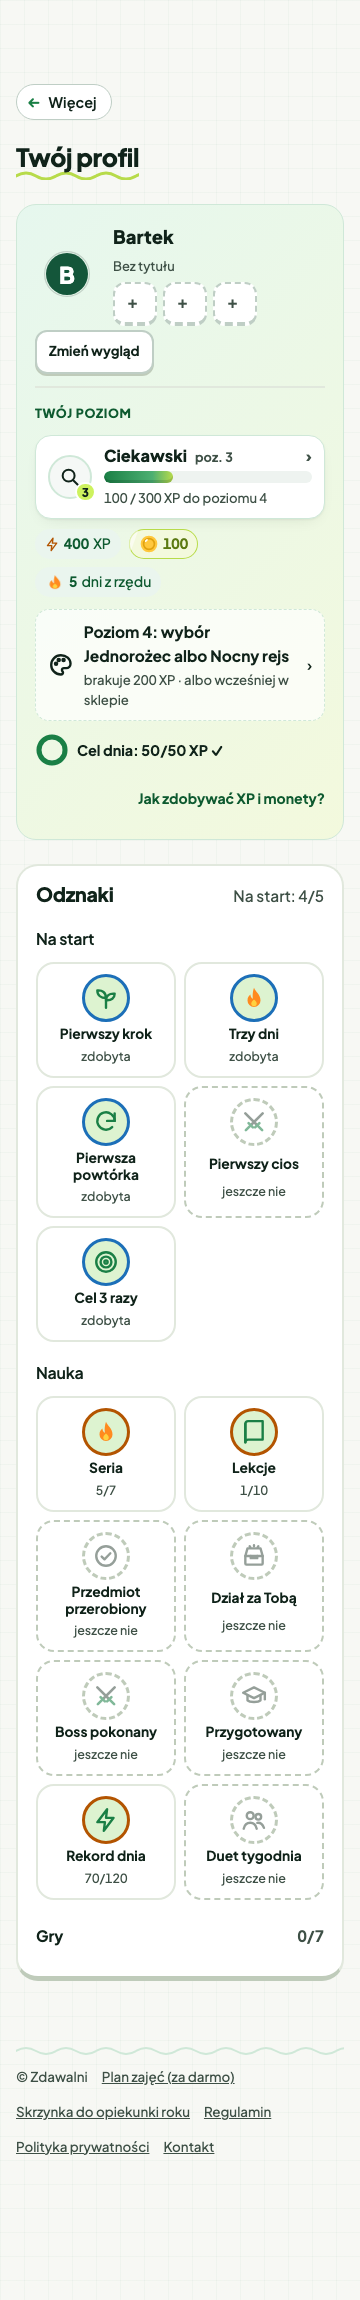 ← Więcej
Twój profil
B
Bartek
Bez tytułu
+ + +
Zmień wygląd
TWÓJ POZIOM
3
Ciekawski poz. 3 ›
100 / 300 XP do poziomu 4
400 XP 100
5 dni z rzędu
Poziom 4: wybór
Jednorożec albo Nocny rejs ›
brakuje 200 XP · albo wcześniej w
sklepie
Cel dnia: 50/50 XP ✓
Jak zdobywać XP i monety?
Odznaki Na start: 4/5
Na start
Pierwszy krok
zdobyta
Trzy dni
zdobyta
Pierwsza
powtórka
zdobyta
Pierwszy cios
jeszcze nie
Cel 3 razy
zdobyta
Nauka
Seria
5/7
Lekcje
1/10
Przedmiot
przerobiony
jeszcze nie
Dział za Tobą
jeszcze nie
Boss pokonany
jeszcze nie
Przygotowany
jeszcze nie
Rekord dnia
70/120
Duet tygodnia
jeszcze nie
Gry 0/7
© Zdawalni Plan zajęć (za darmo)
Skrzynka do opiekunki roku Regulamin
Polityka prywatności Kontakt